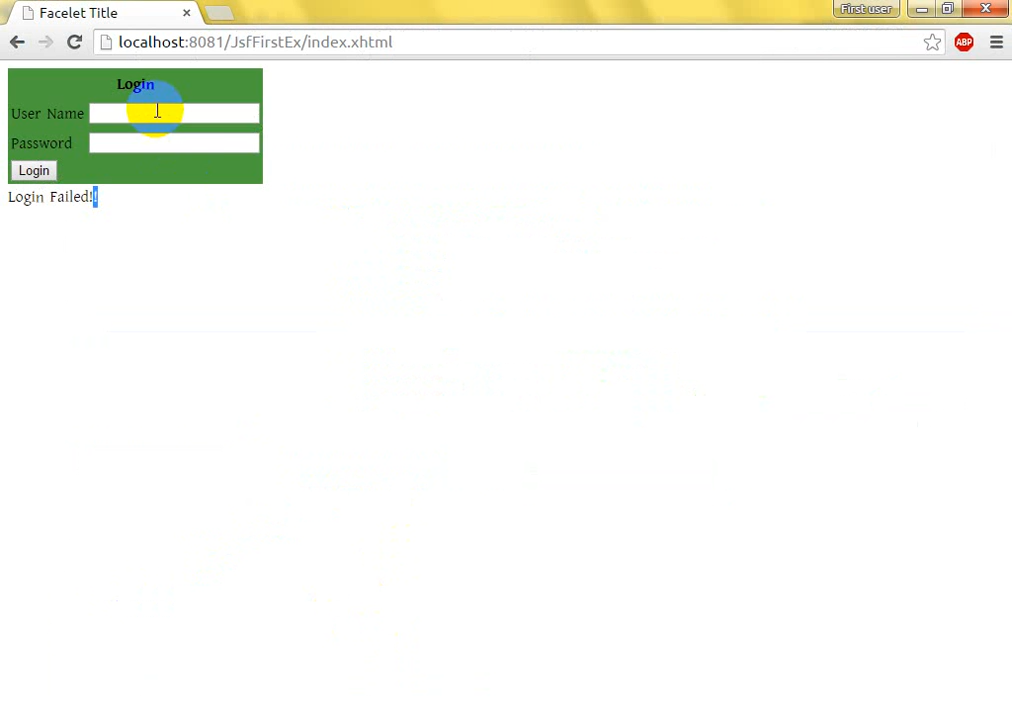 Facelet Title
First user
localhost:8081/JsfFirstEx/index.xhtml
ABP
Login
User Name
Password
Login
Login Failed!!